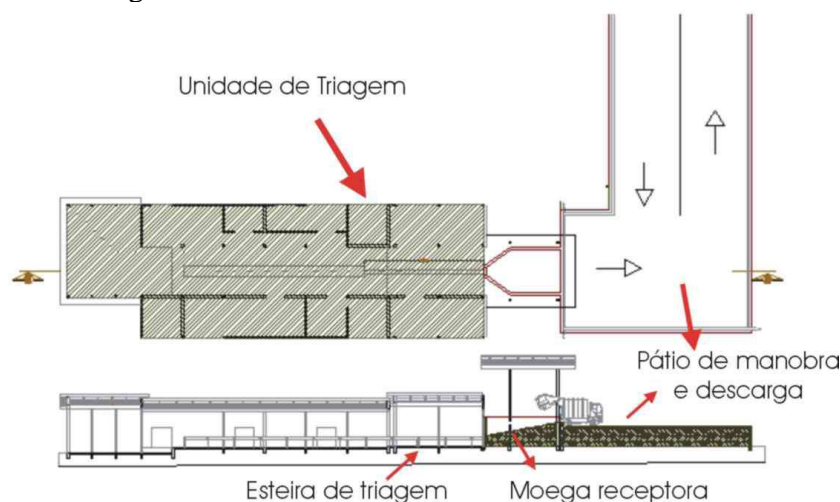 Unidade de Triagem
Pátio de manobra
e descarga
Esteira de triagem
Moega receptora